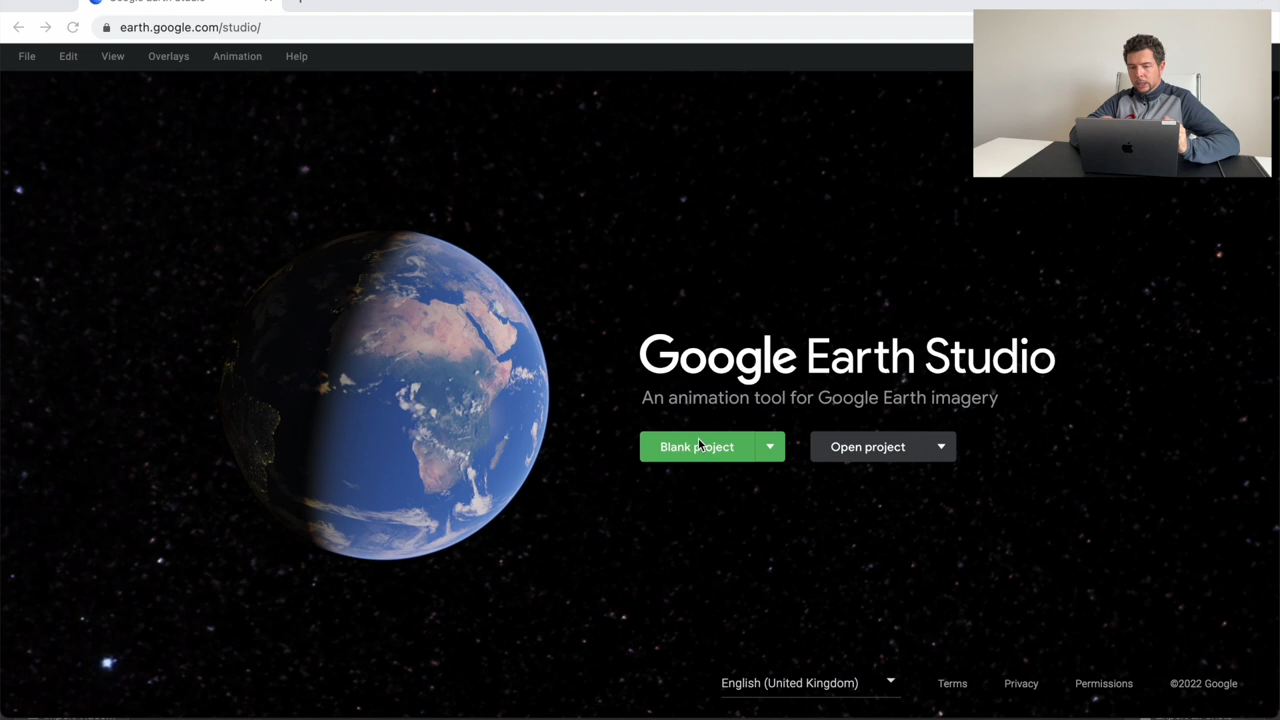 earth.google.com/studio/
File Edit View Overlays Animation Help
Google Earth Studio
An animation tool for Google Earth imagery
Blank project Open project
English (United Kingdom) Terms Privacy Permissions ©2022 Google